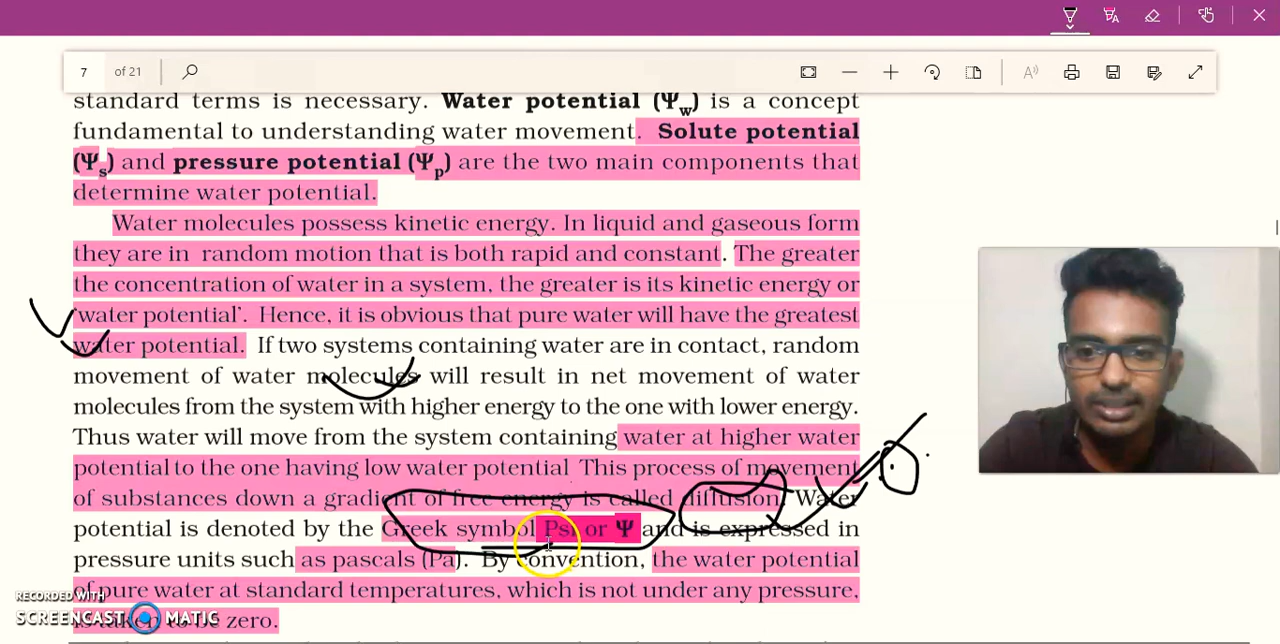 7 of 21
standard terms is necessary. Water potential (Ψw) is a concept
fundamental to understanding water movement. Solute potential
(Ψs) and pressure potential (Ψp) are the two main components that
determine water potential.
Water molecules possess kinetic energy. In liquid and gaseous form
they are in random motion that is both rapid and constant. The greater
the concentration of water in a system, the greater is its kinetic energy or
‘water potential’. Hence, it is obvious that pure water will have the greatest
water potential. If two systems containing water are in contact, random
movement of water molecules will result in net movement of water
molecules from the system with higher energy to the one with lower energy.
Thus water will move from the system containing water at higher water
potential to the one having low water potential This process of movement
of substances down a gradient of free energy is called diffusion. Water
potential is denoted by the Greek symbol Psi or Ψ and is expressed in
pressure units such as pascals (Pa). By convention, the water potential
of pure water at standard temperatures, which is not under any pressure,
is taken to be zero.
RECORDED WITH
SCREENCAST MATIC